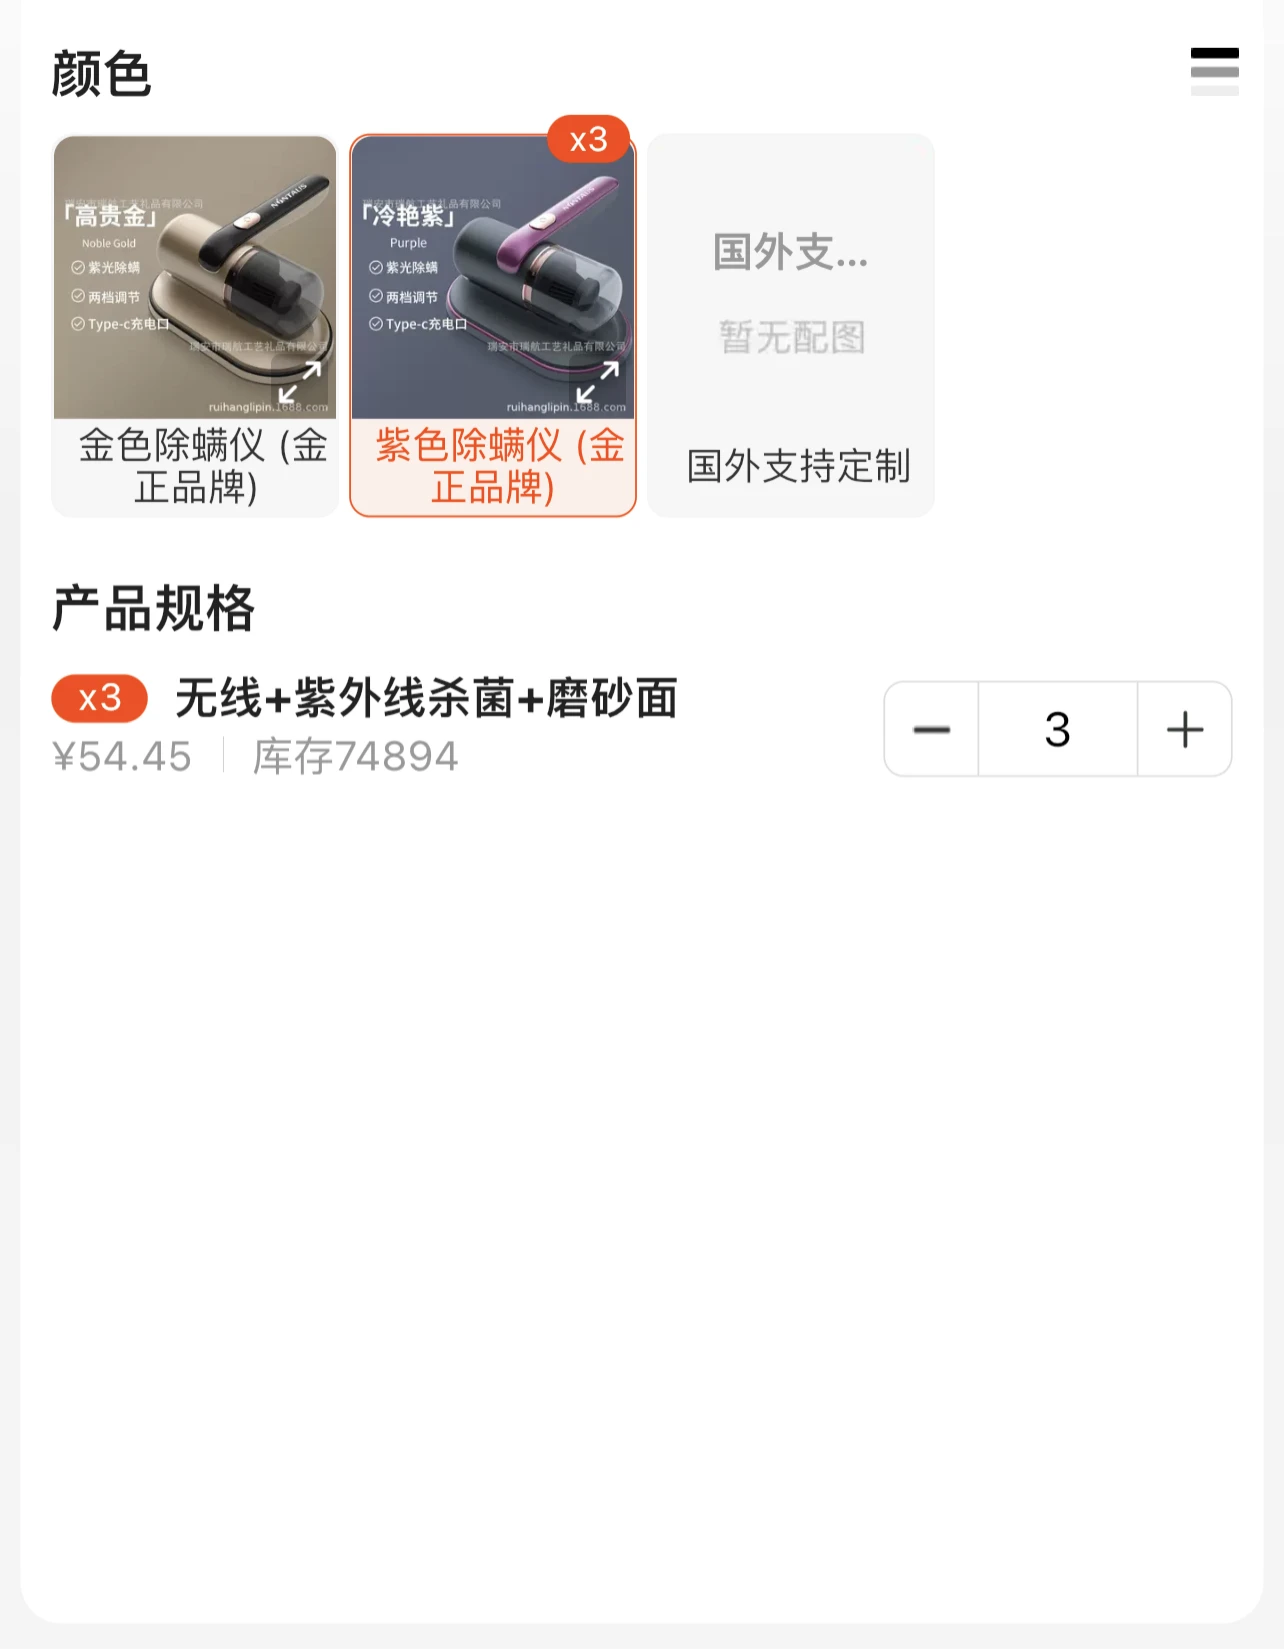 颜色
x3
瑞安市瑞航工艺礼品有限公司
「高贵金」
Noble Gold
紫光除螨
两档调节
Type-c充电口
NONTAUS
瑞安市瑞航工艺礼品有限公司
ruihanglipin.1688.com
金色除螨仪 (金
正品牌)
瑞安市瑞航工艺礼品有限公司
「冷艳紫」
Purple
紫光除螨
两档调节
Type-c充电口
NONTAUS
瑞安市瑞航工艺礼品有限公司
ruihanglipin.1688.com
紫色除螨仪 (金
正品牌)
国外支...
暂无配图
国外支持定制
产品规格
x3 无线+紫外线杀菌+磨砂面
¥54.45 库存74894
3